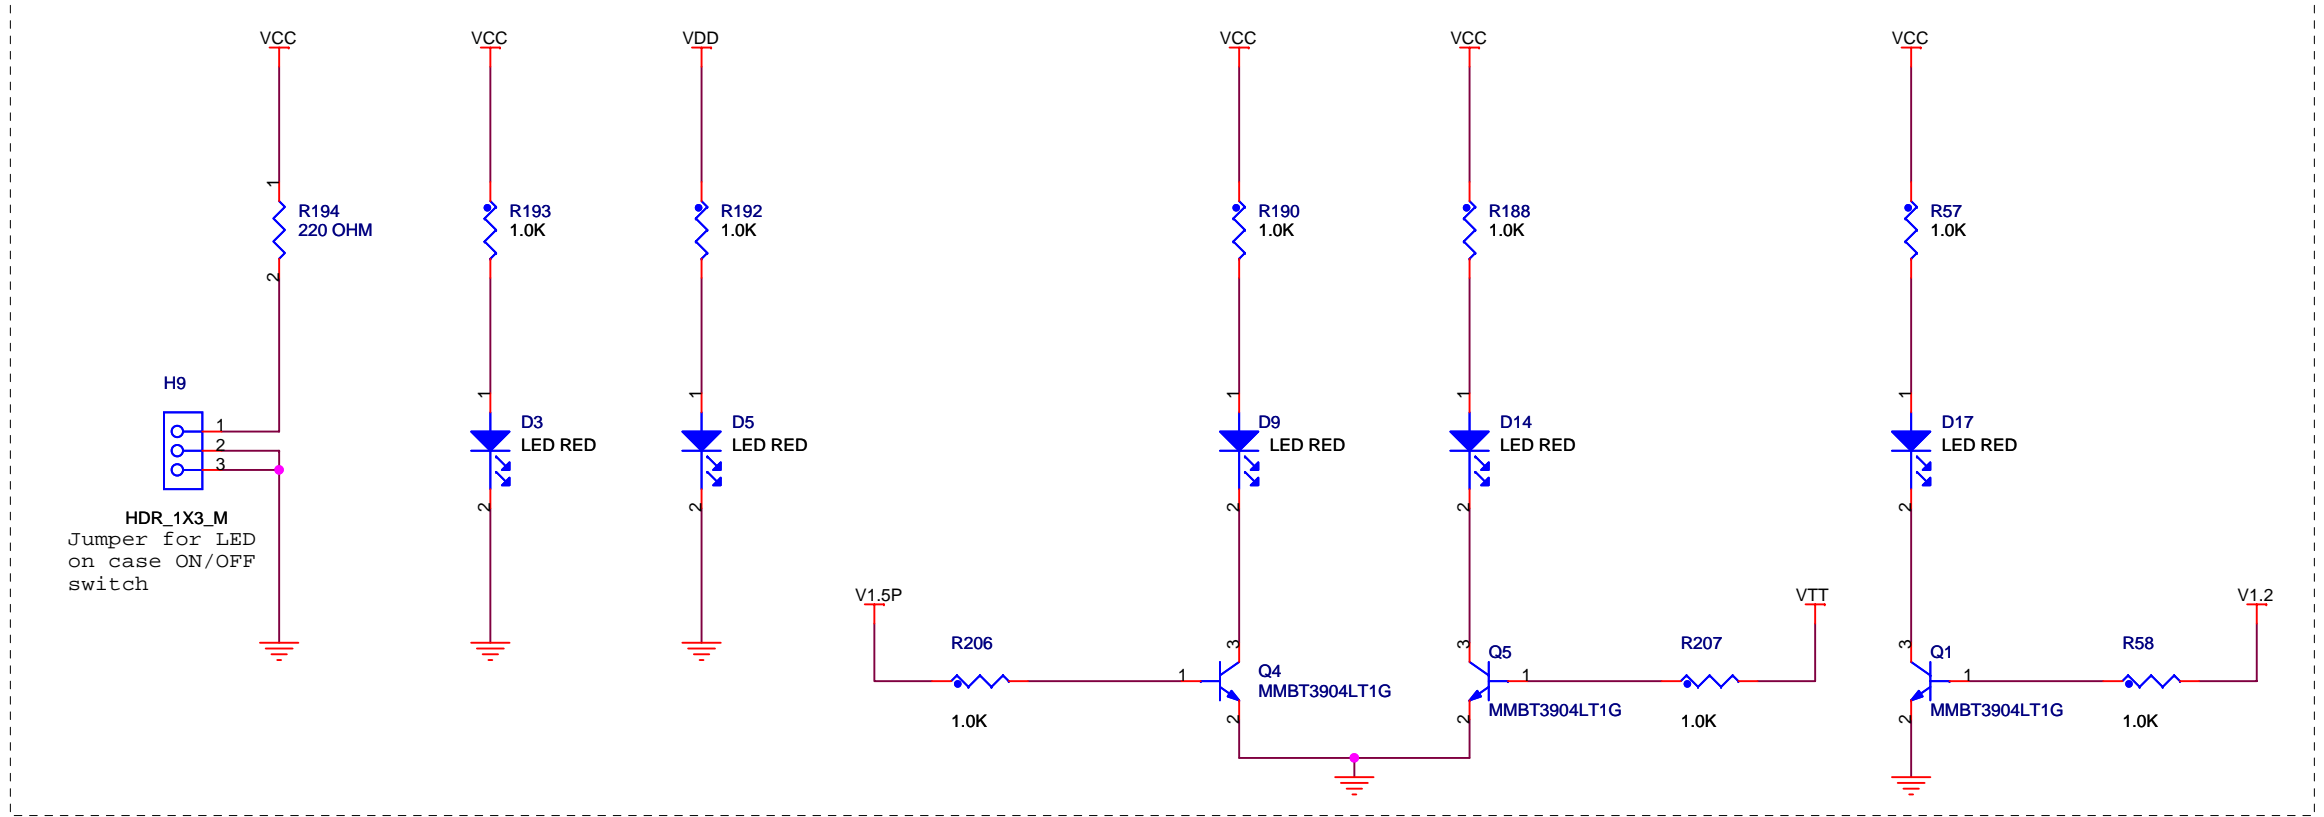 VCC
VCC
VDD
VCC
VCC
VCC
1
R194
220 OHM
2
R193
1.0K
R192
1.0K
R190
1.0K
R188
1.0K
R57
1.0K
H9
1
2
3
HDR_1X3_M
Jumper for LED
on case ON/OFF
switch
1
D3
LED RED
2
1
D5
LED RED
2
1
D9
LED RED
2
1
D14
LED RED
2
1
D17
LED RED
2
V1.5P
R206
1.0K
1
3
Q4
MMBT3904LT1G
2
3
Q5
1
MMBT3904LT1G
2
VTT
R207
1.0K
3
Q1
1
MMBT3904LT1G
2
V1.2
R58
1.0K